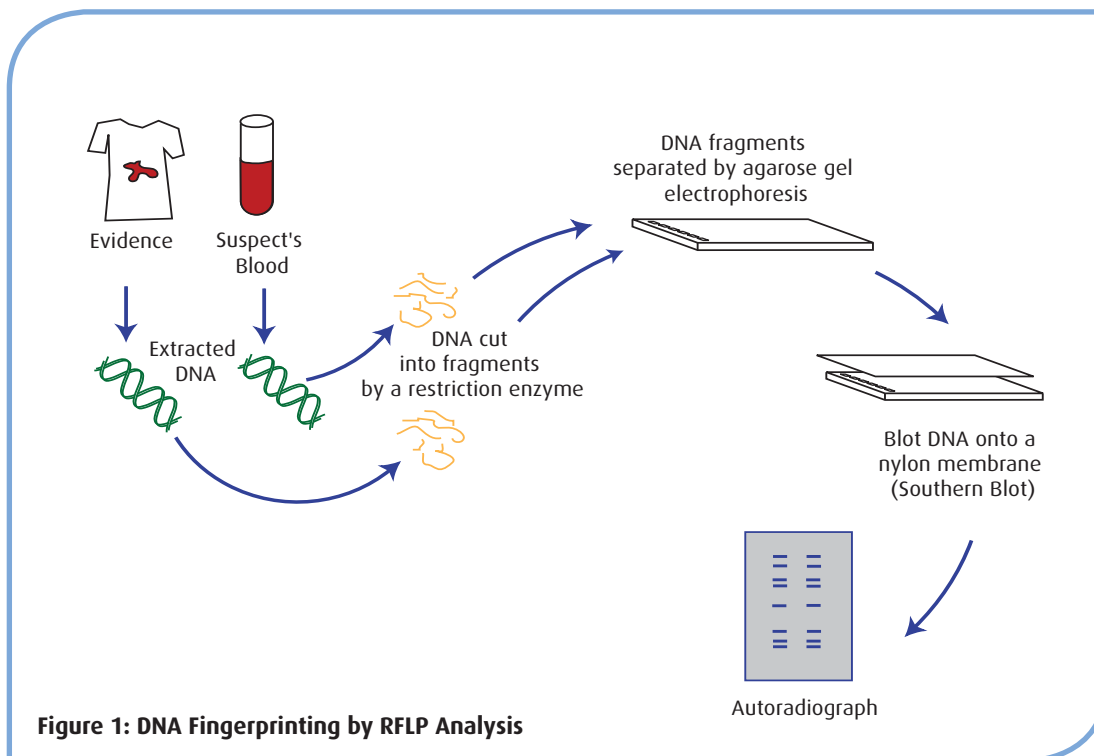 Evidence
Suspect's
Blood
Extracted
DNA
DNA cut
into fragments
by a restriction enzyme
DNA fragments
separated by agarose gel
electrophoresis
Blot DNA onto a
nylon membrane
(Southern Blot)
Autoradiograph
Figure 1: DNA Fingerprinting by RFLP Analysis